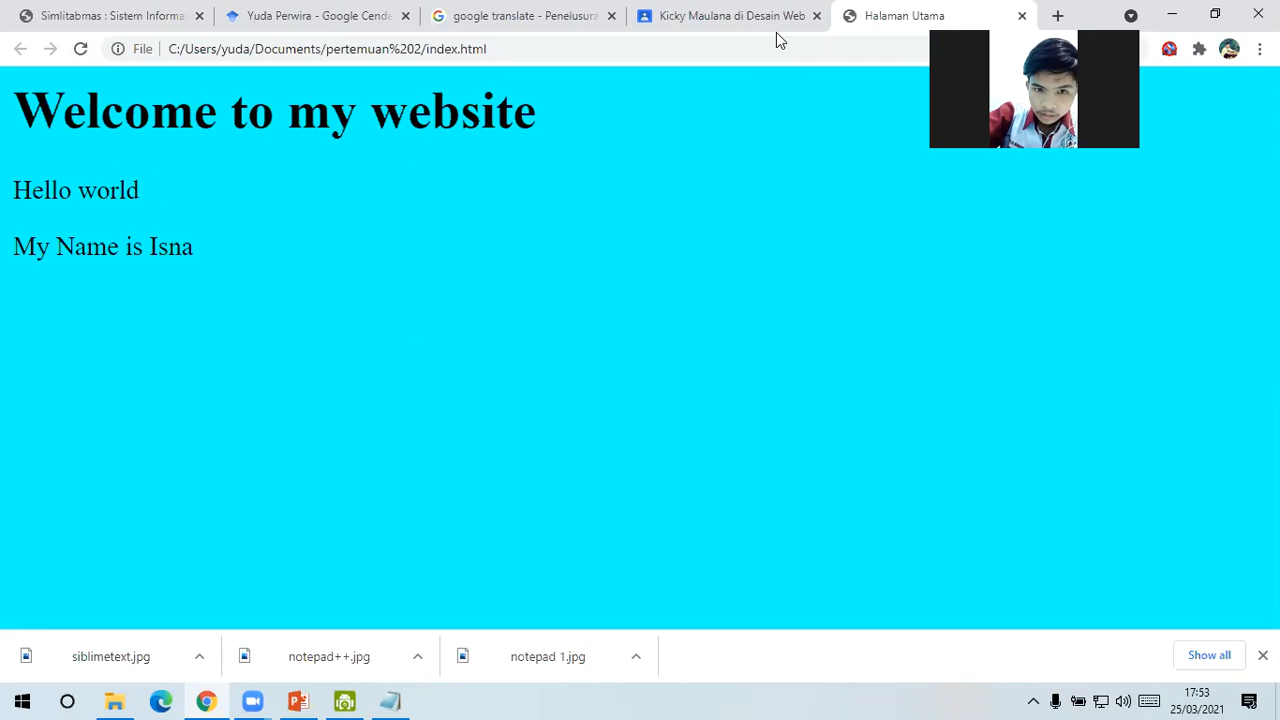 Simlitabmas : Sistem Informas
Yuda Perwira - Google Cende
google translate - Penelusura
Kicky Maulana di Desain Web
Halaman Utama
File
C:/Users/yuda/Documents/pertemuan%202/index.html
Welcome to my website
Hello world
My Name is Isna
siblimetext.jpg
notepad++.jpg
notepad 1.jpg
Show all
17:53
25/03/2021